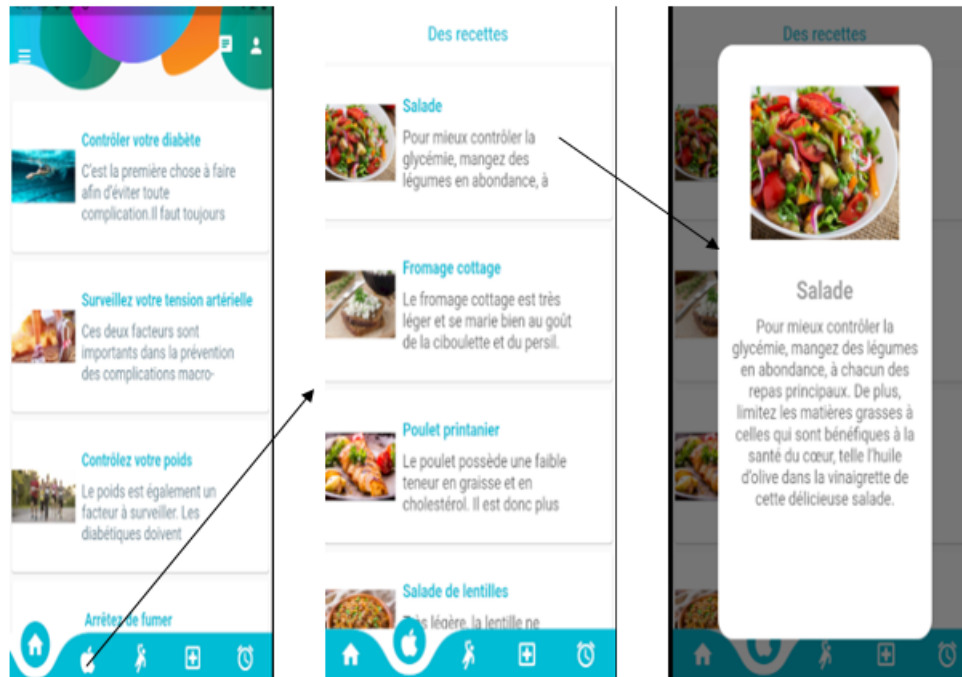 Contrôler votre diabète
C'est la première chose à faire
afin d'éviter toute
complication.Il faut toujours
Surveillez votre tension artérielle
Ces deux facteurs sont
importants dans la prévention
des complications macro-
Contrôlez votre poids
Le poids est également un
facteur à surveiller. Les
diabétiques doivent
Arrêtez de fumer
Des recettes
Salade
Pour mieux contrôler la
glycémie, mangez des
légumes en abondance, à
Fromage cottage
Le fromage cottage est très
léger et se marie bien au goût
de la ciboulette et du persil.
Poulet printanier
Le poulet possède une faible
teneur en graisse et en
cholestérol. Il est donc plus
Salade de lentilles
Très légère, la lentille ne
Des recettes
Salade
Pour mieux contrôler la
glycémie, mangez des légumes
en abondance, à chacun des
repas principaux. De plus,
limitez les matières grasses à
celles qui sont bénéfiques à la
santé du cœur, telle l'huile
d'olive dans la vinaigrette de
cette délicieuse salade.